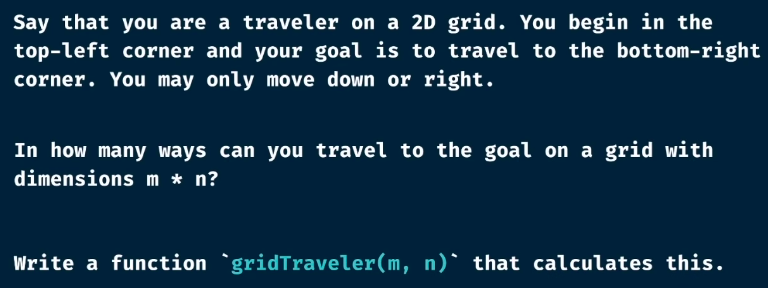 Say that you are a traveler on a 2D grid. You begin in the
top-left corner and your goal is to travel to the bottom-right
corner. You may only move down or right.
In how many ways can you travel to the goal on a grid with
dimensions m * n?
Write a function `gridTraveler(m, n)` that calculates this.